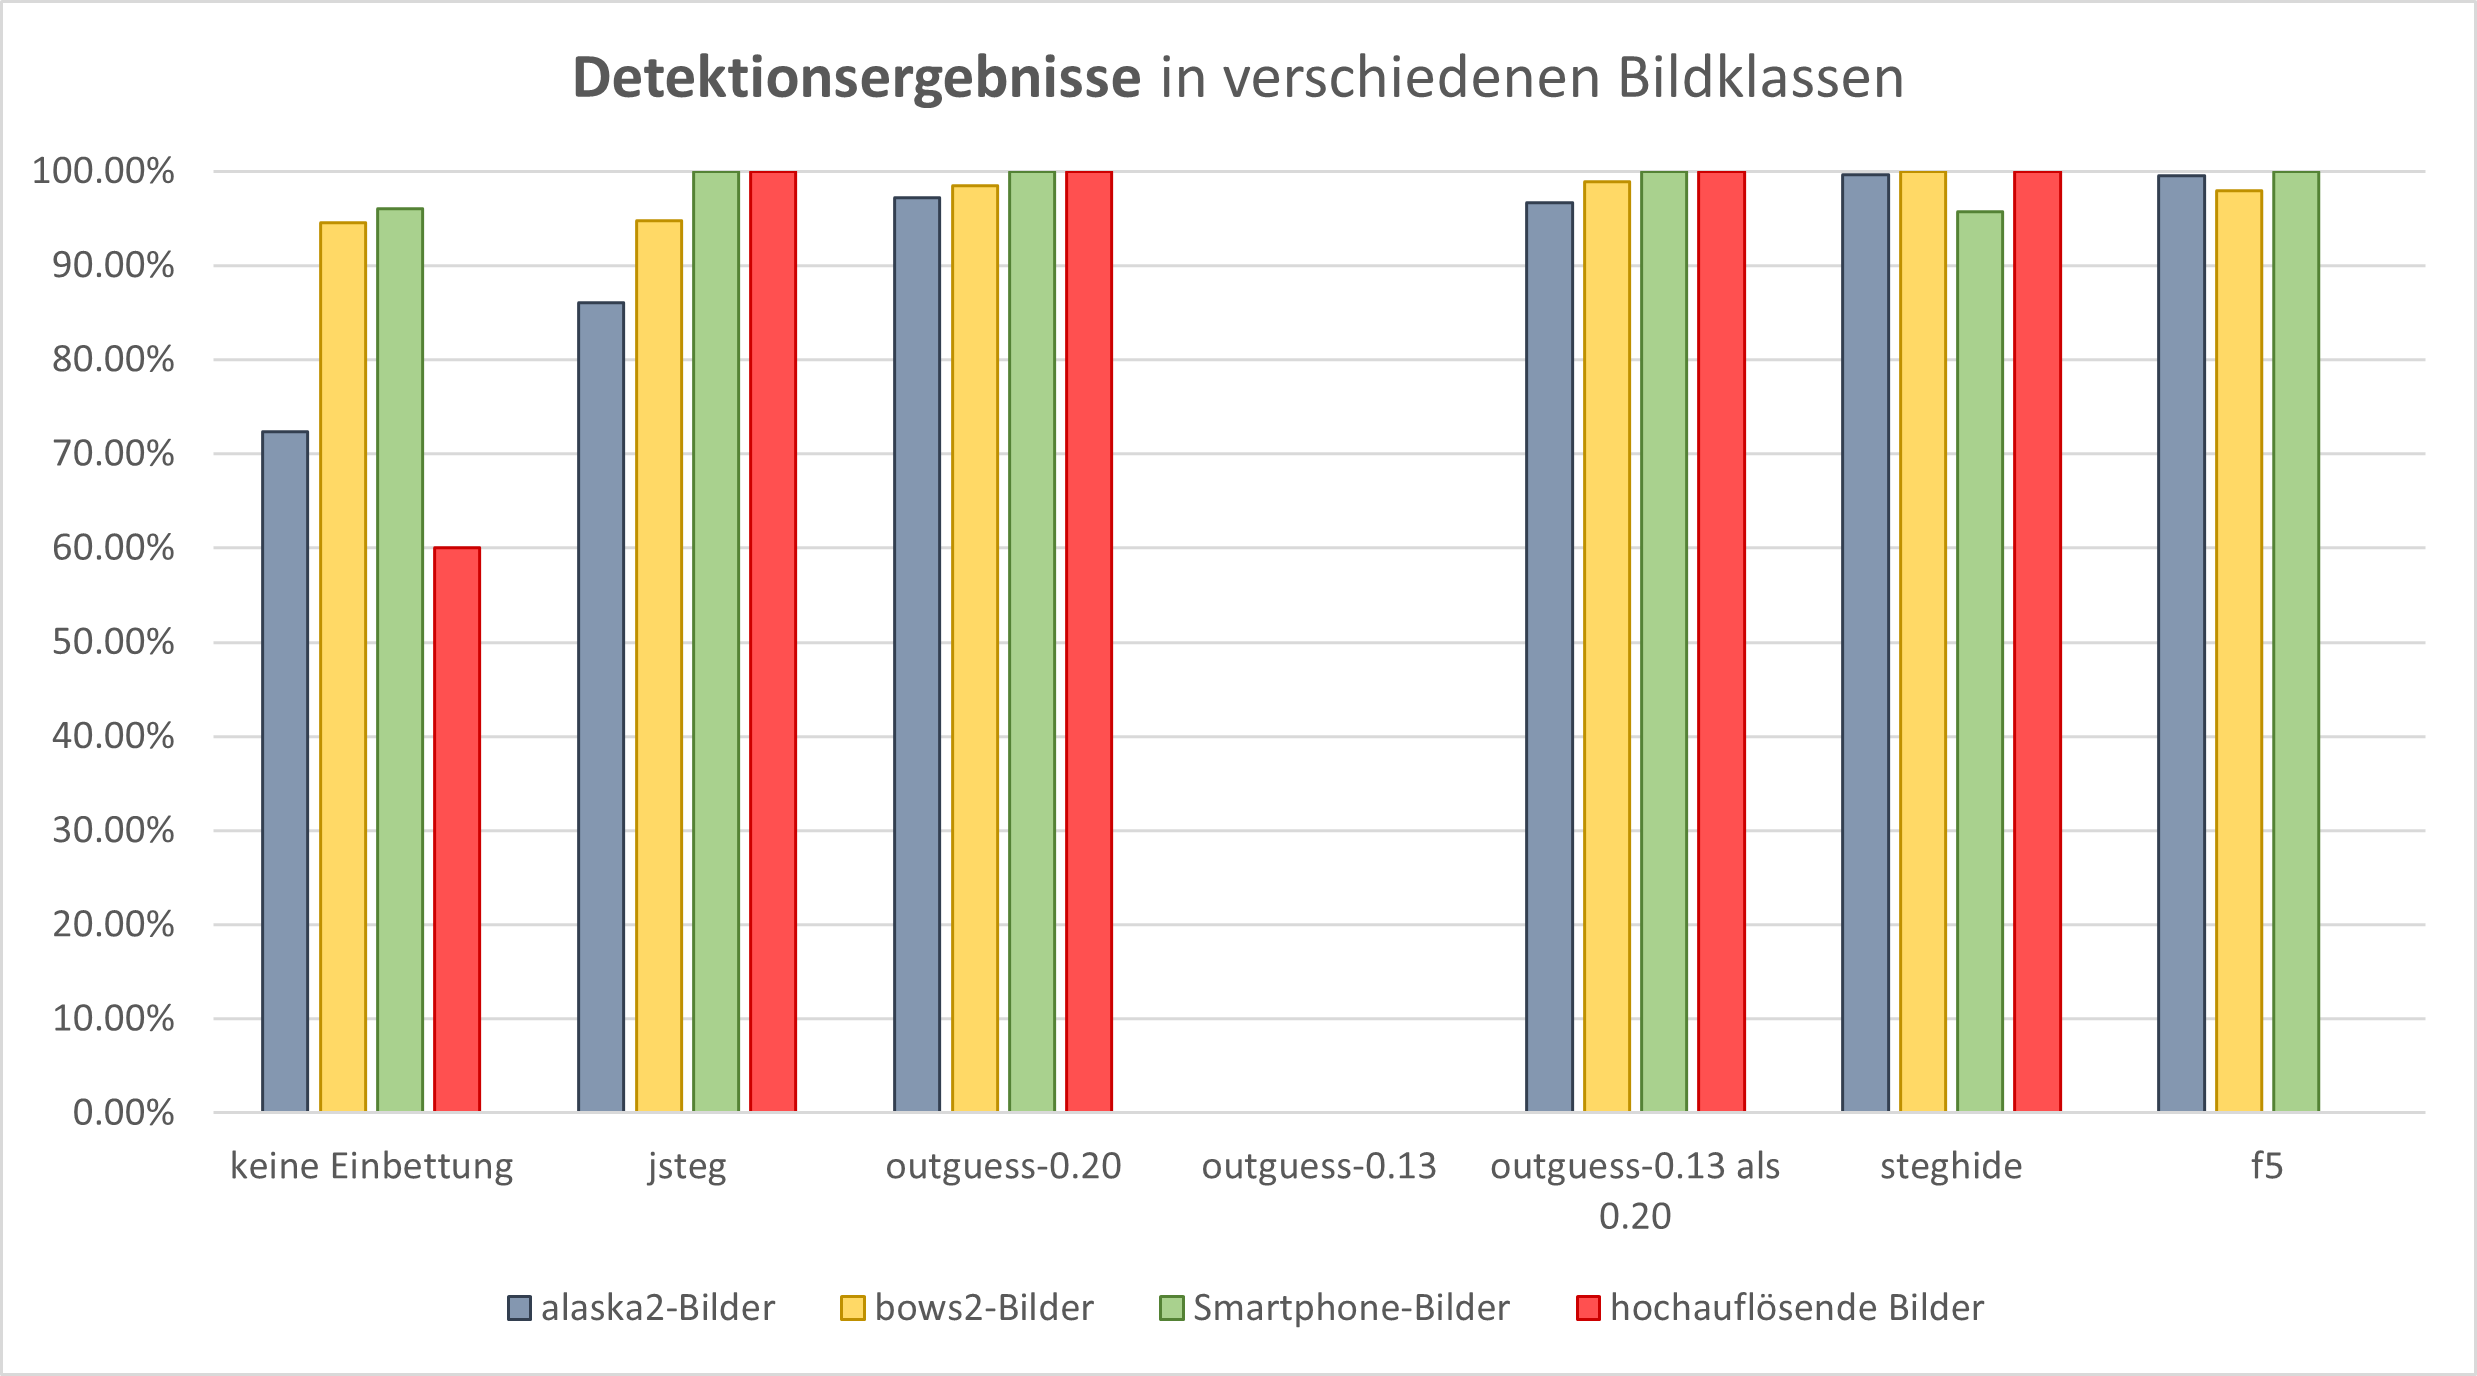 Detektionsergebnisse in verschiedenen Bildklassen
100.00%
90.00%
80.00%
70.00%
60.00%
50.00%
40.00%
30.00%
20.00%
10.00%
0.00%
keine Einbettung
jsteg
outguess-0.20
outguess-0.13
outguess-0.13 als
0.20
steghide
f5
alaska2-Bilder
bows2-Bilder
Smartphone-Bilder
hochauflösende Bilder